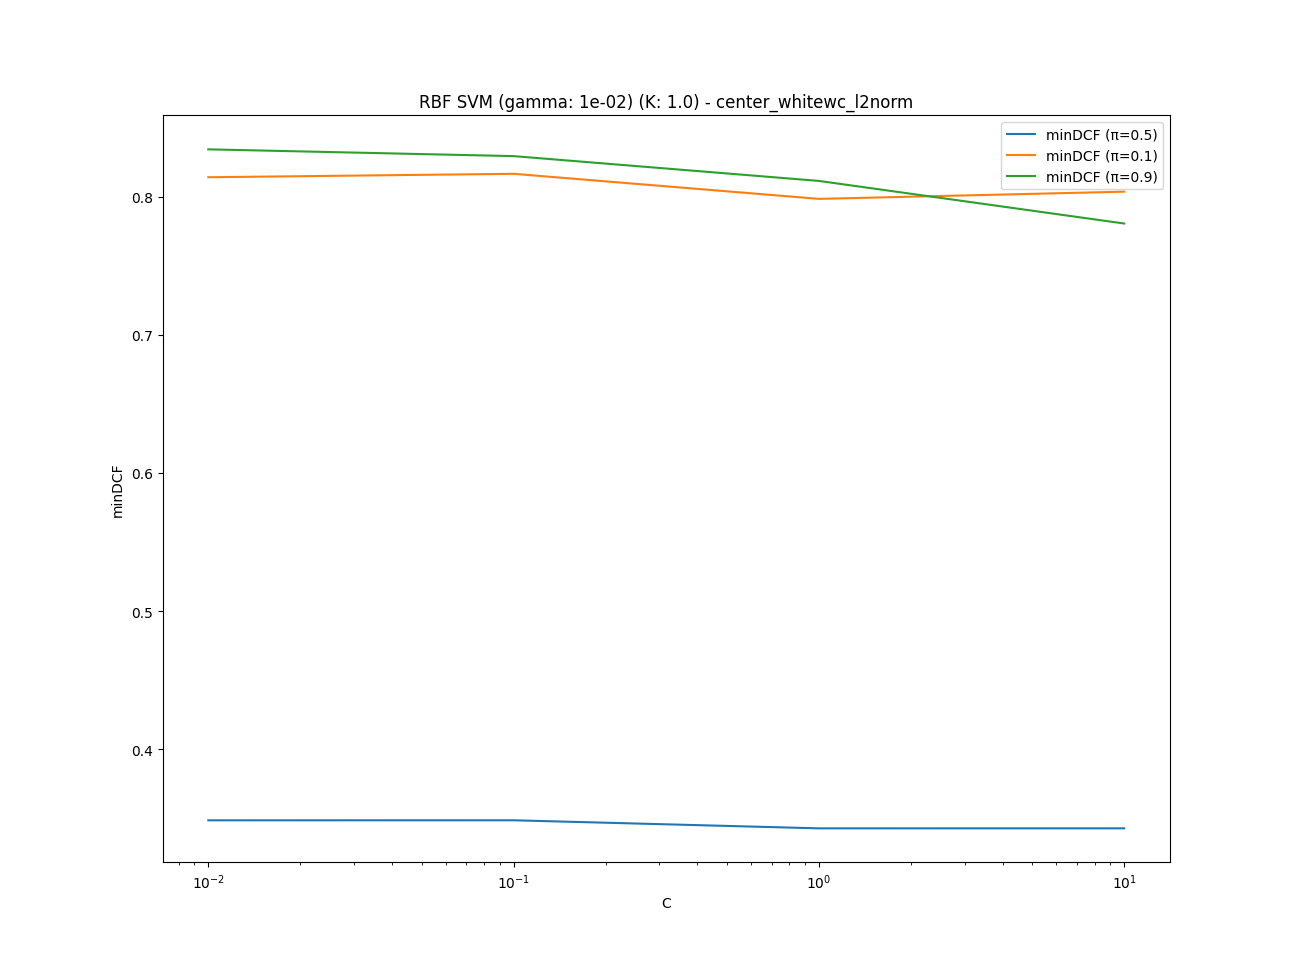 RBF SVM (gamma: 1e-02) (K: 1.0) - center_whitewc_l2norm
minDCF (π=0.5)
minDCF (π=0.1)
minDCF (π=0.9)
0.8
0.7
0.6
0.5
0.4
minDCF
10⁻² 10⁻¹ 10⁰ 10¹
C